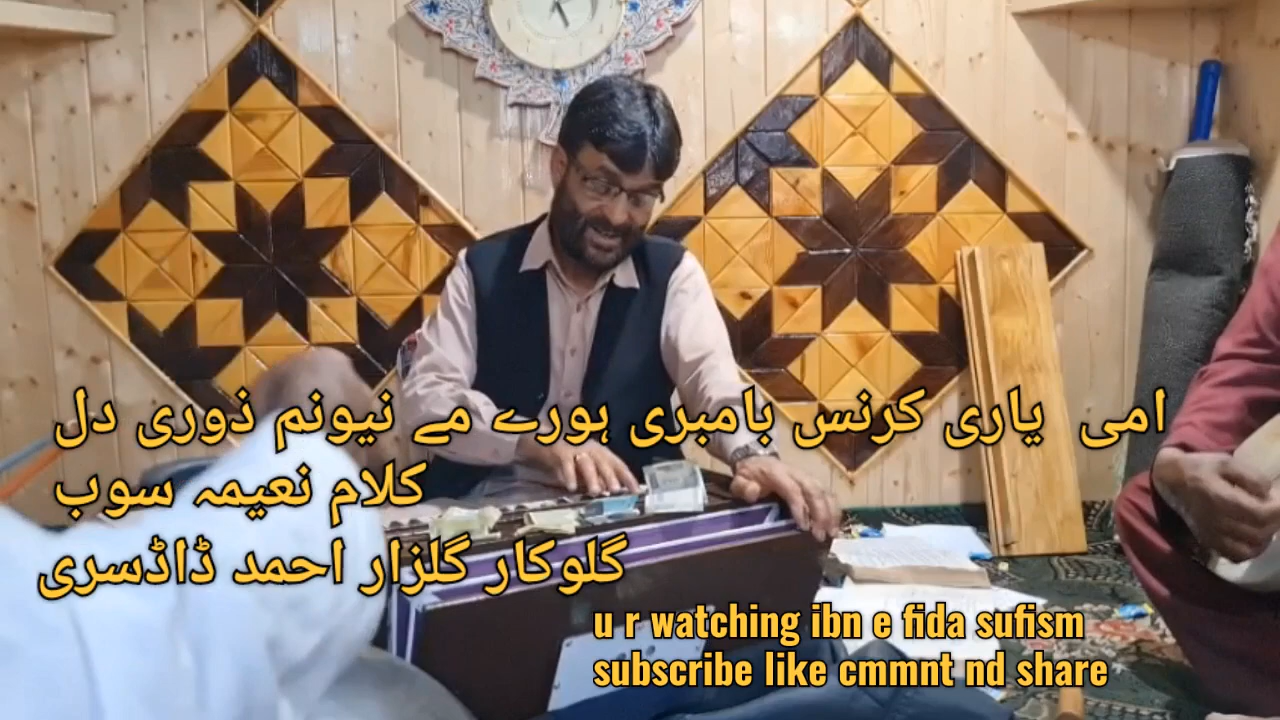 امی یاری کرنس بامبری ہورے مے نیونمِ ذوری دل
کلامِ نعیمہ سوب
گلوکار گلزار احمد ڈاڈسری
u r watching ibn e fida sufism
subscribe like cmmnt nd share